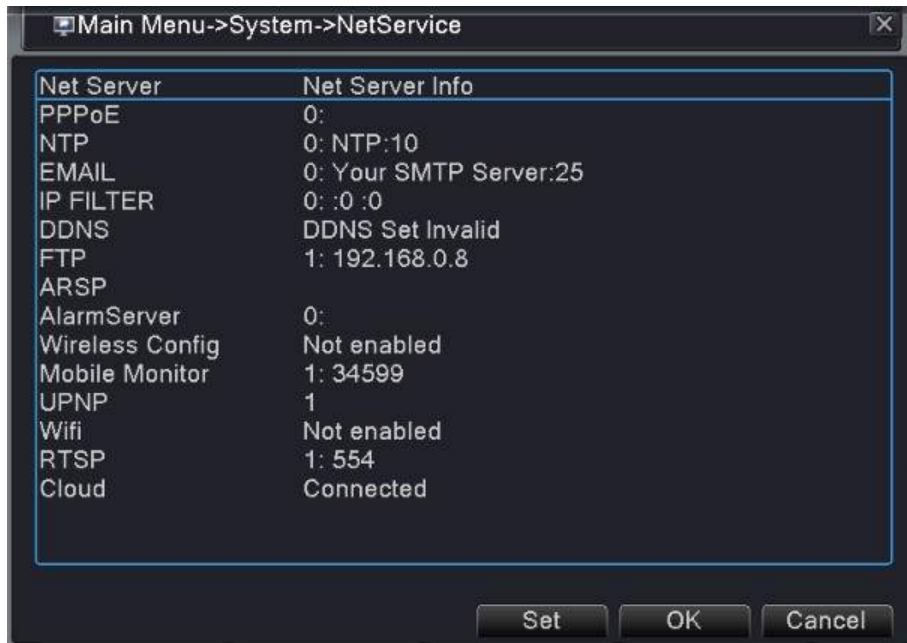 Main Menu->System->NetService
Net Server Net Server Info
PPPoE 0:
NTP 0: NTP:10
EMAIL 0: Your SMTP Server:25
IP FILTER 0: :0 :0
DDNS DDNS Set Invalid
FTP 1: 192.168.0.8
ARSP
AlarmServer 0:
Wireless Config Not enabled
Mobile Monitor 1: 34599
UPNP 1
Wifi Not enabled
RTSP 1: 554
Cloud Connected
Set OK Cancel